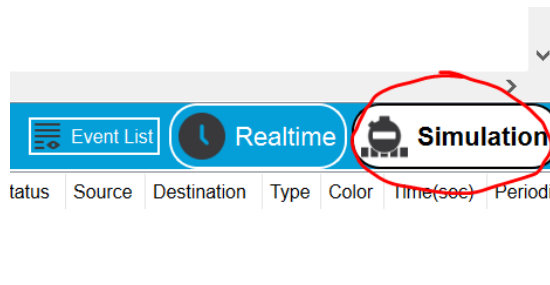 Event List Realtime Simulation
tatus Source Destination Type Color Time(sec) Periodi